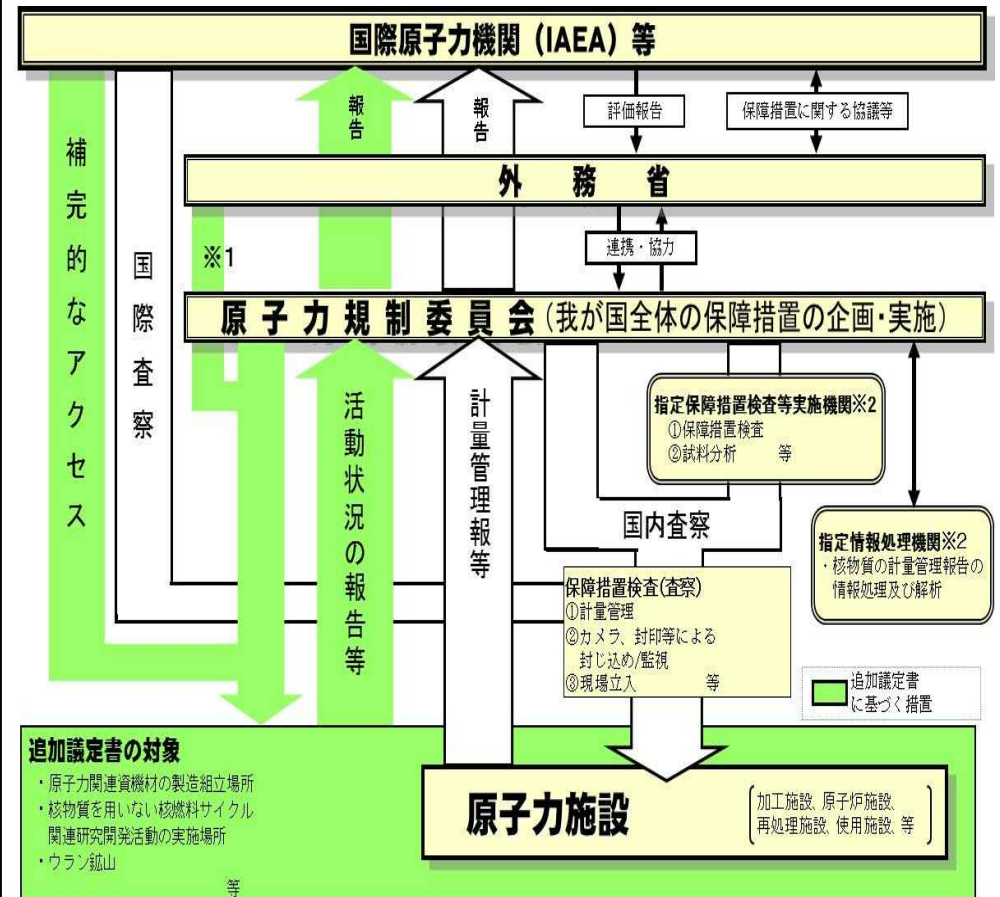 国際原子力機関（IAEA）等
報告
報告
評価報告
保障措置に関する協議等
補完的なアクセス
国際査察
外務省
※1
連携・協力
原子力規制委員会(我が国全体の保障措置の企画・実施)
活動状況の報告等
計量管理報等
指定保障措置検査等実施機関※2
①保障措置検査
②試料分析　等
国内査察
指定情報処理機関※2
・核物質の計量管理報告の
情報処理及び解析
保障措置検査(査察)
①計量管理
②カメラ、封印等による
封じ込め/監視
③現場立入　等
追加議定書
に基づく措置
追加議定書の対象
・原子力関連資機材の製造組立場所
・核物質を用いない核燃料サイクル
関連研究開発活動の実施場所
・ウラン鉱山
等
原子力施設
加工施設、原子炉施設、
再処理施設、使用施設、等